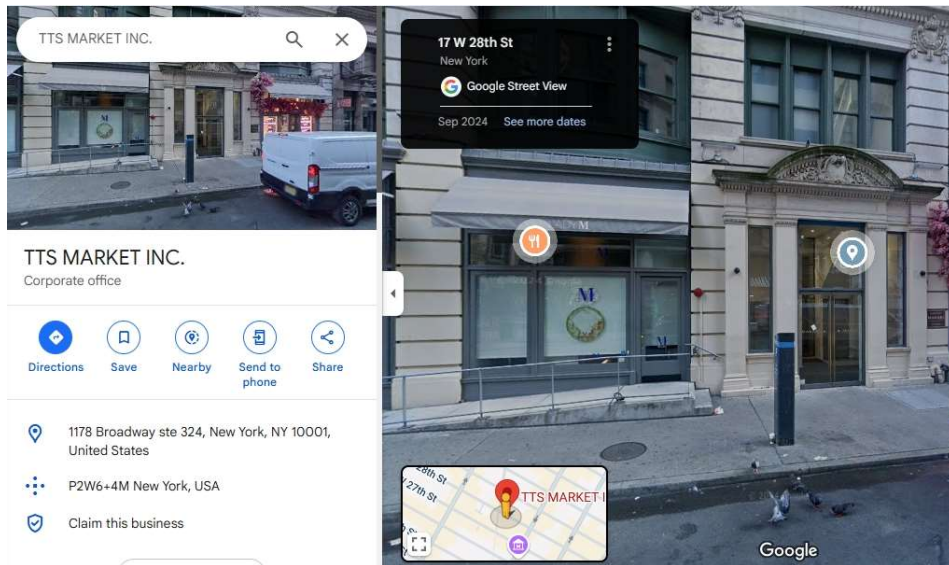 TTS MARKET INC.
TTS MARKET INC.
Corporate office
Directions
Save
Nearby
Send to
phone
Share
1178 Broadway ste 324, New York, NY 10001,
United States
P2W6+4M New York, USA
Claim this business
17 W 28th St
New York
Google Street View
Sep 2024 See more dates
M
M
M
28th St
27th St
TTS MARKET I
Google